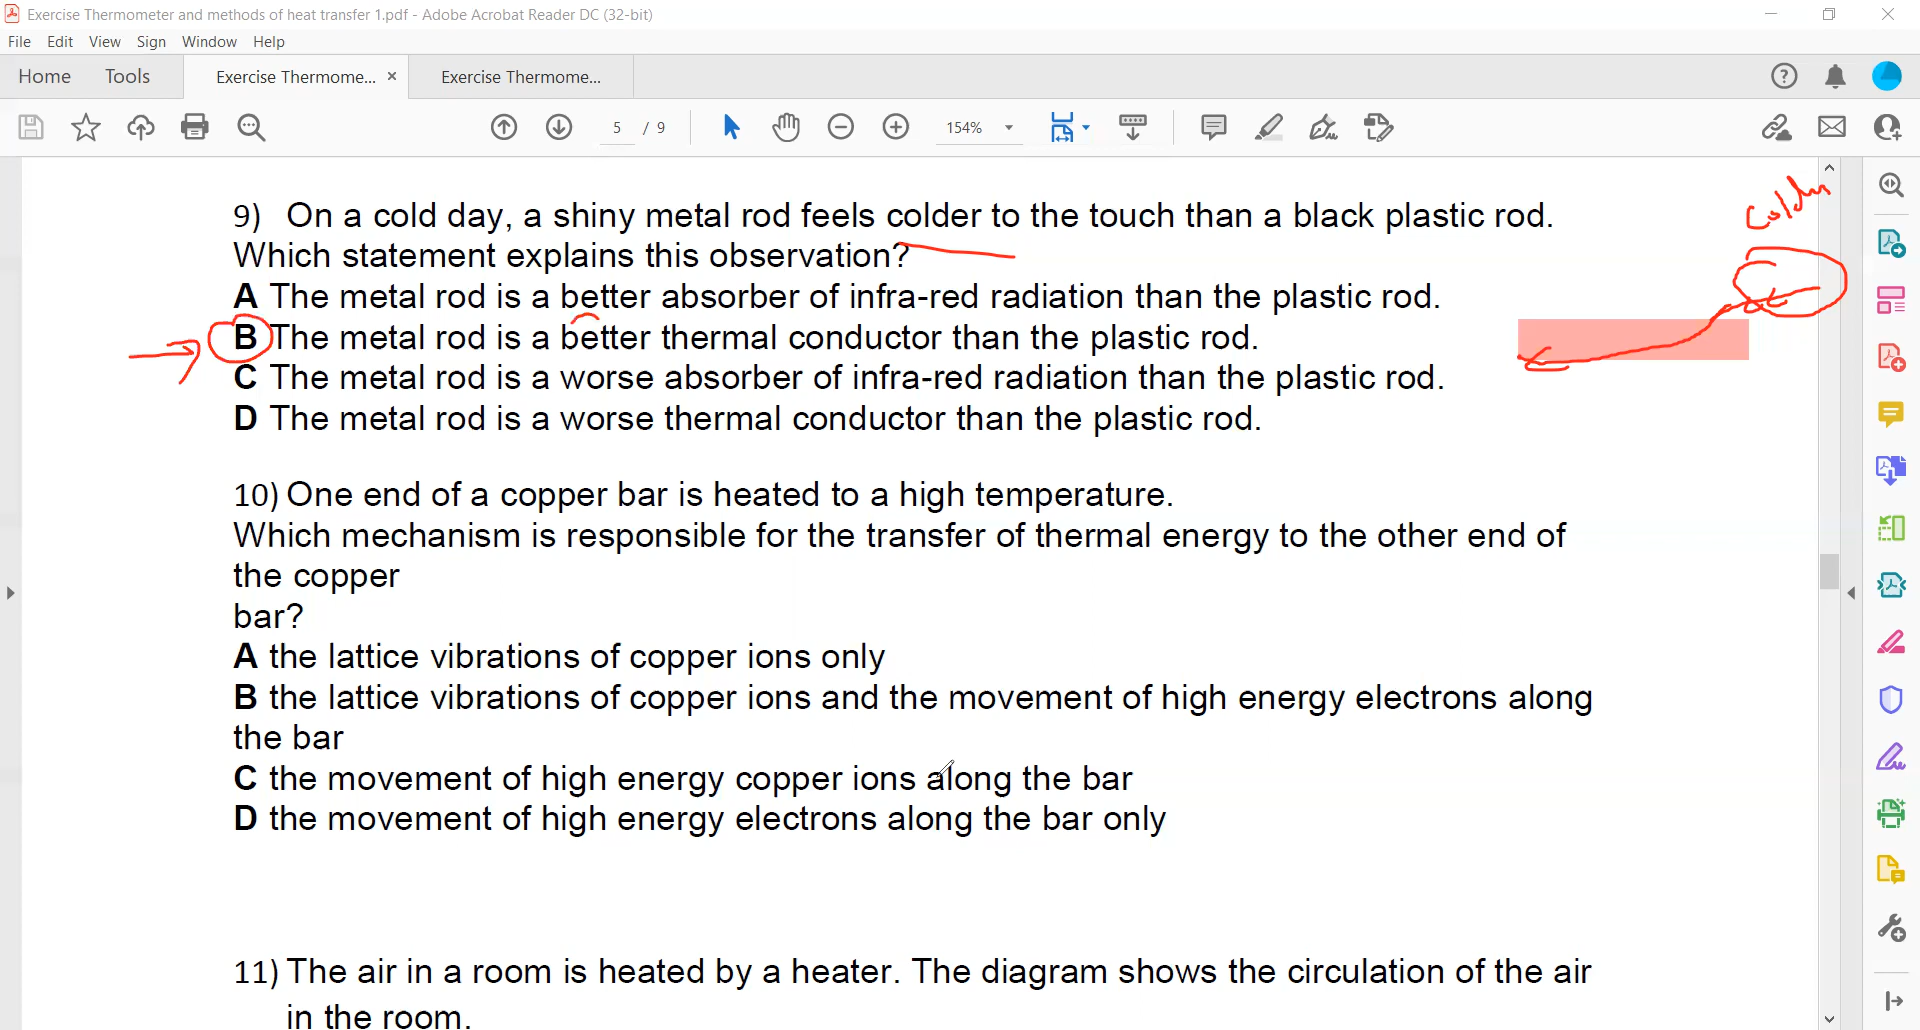 Exercise Thermometer and methods of heat transfer 1.pdf - Adobe Acrobat Reader DC (32-bit)
File Edit View Sign Window Help
Home Tools Exercise Thermome... × Exercise Thermome...
5 / 9 154%
Colder
9) On a cold day, a shiny metal rod feels colder to the touch than a black plastic rod.
Which statement explains this observation?
A The metal rod is a better absorber of infra-red radiation than the plastic rod.
B The metal rod is a better thermal conductor than the plastic rod.
C The metal rod is a worse absorber of infra-red radiation than the plastic rod.
D The metal rod is a worse thermal conductor than the plastic rod.
10) One end of a copper bar is heated to a high temperature.
Which mechanism is responsible for the transfer of thermal energy to the other end of
the copper
bar?
A the lattice vibrations of copper ions only
B the lattice vibrations of copper ions and the movement of high energy electrons along
the bar
C the movement of high energy copper ions along the bar
D the movement of high energy electrons along the bar only
11) The air in a room is heated by a heater. The diagram shows the circulation of the air
in the room.